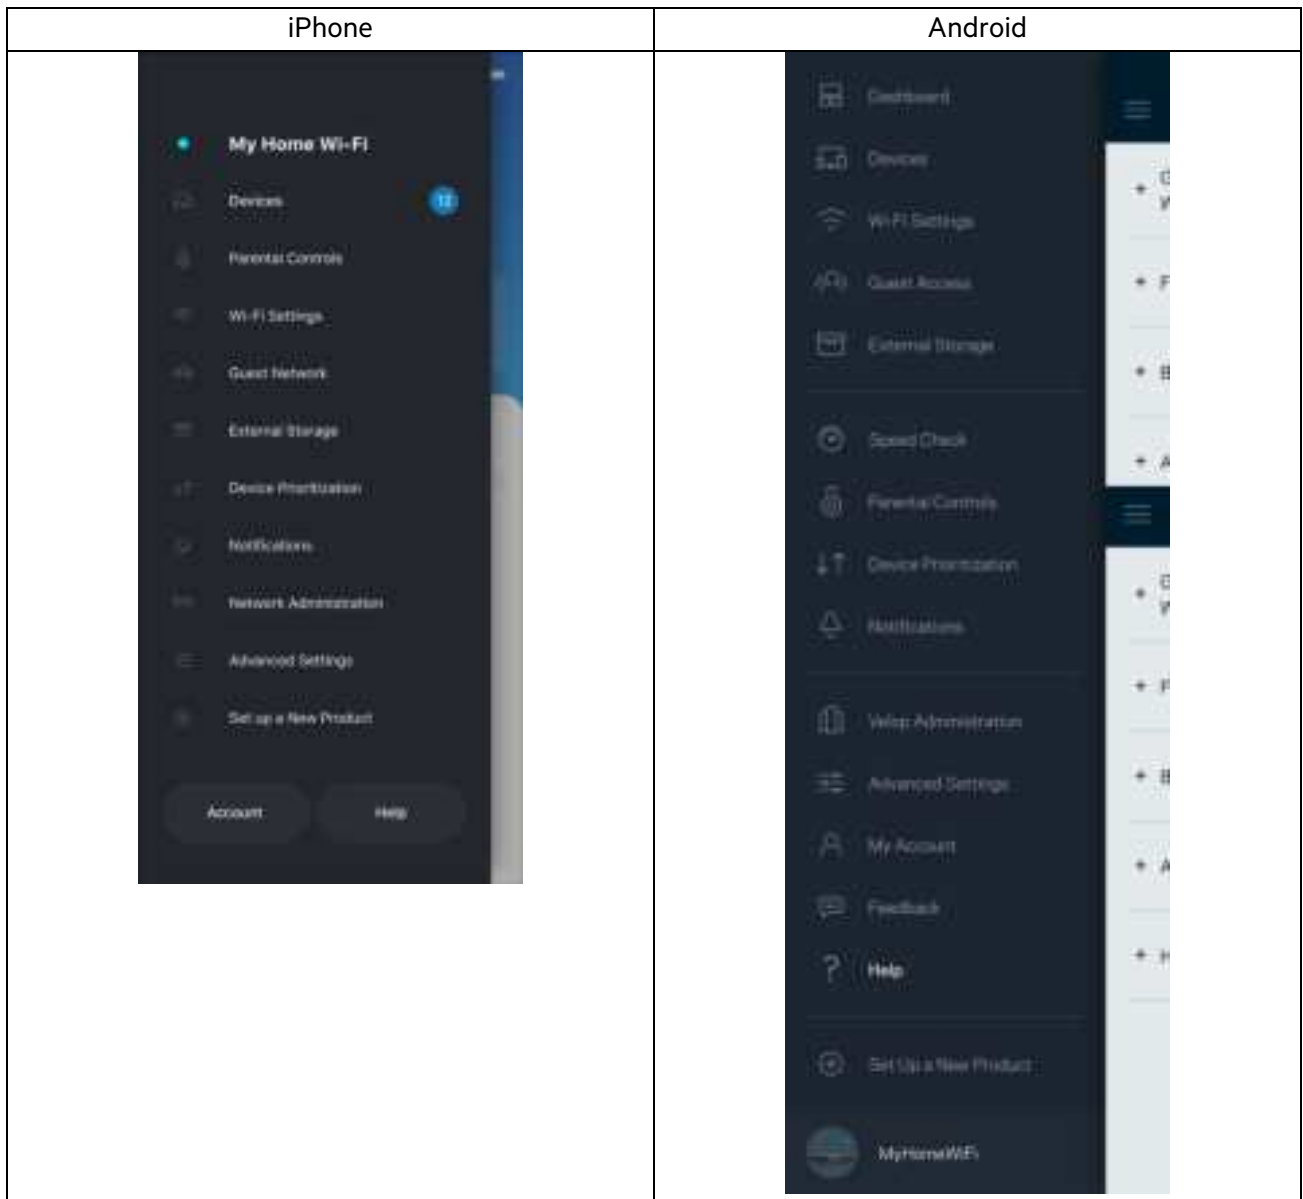 iPhone
Android
My Home Wi-Fi
Devices
12
Parental Controls
Wi-Fi Settings
Guest Network
External Storage
Device Prioritization
Notifications
Network Administration
Advanced Settings
Set up a New Product
Account
Help
Dashboard
Devices
Wi-Fi Settings
Guest Access
External Storage
Speed Check
Parental Controls
Device Prioritization
Notifications
Velop Administration
Advanced Settings
My Account
Feedback
Help
Set Up a New Product
MyHomeWiFi